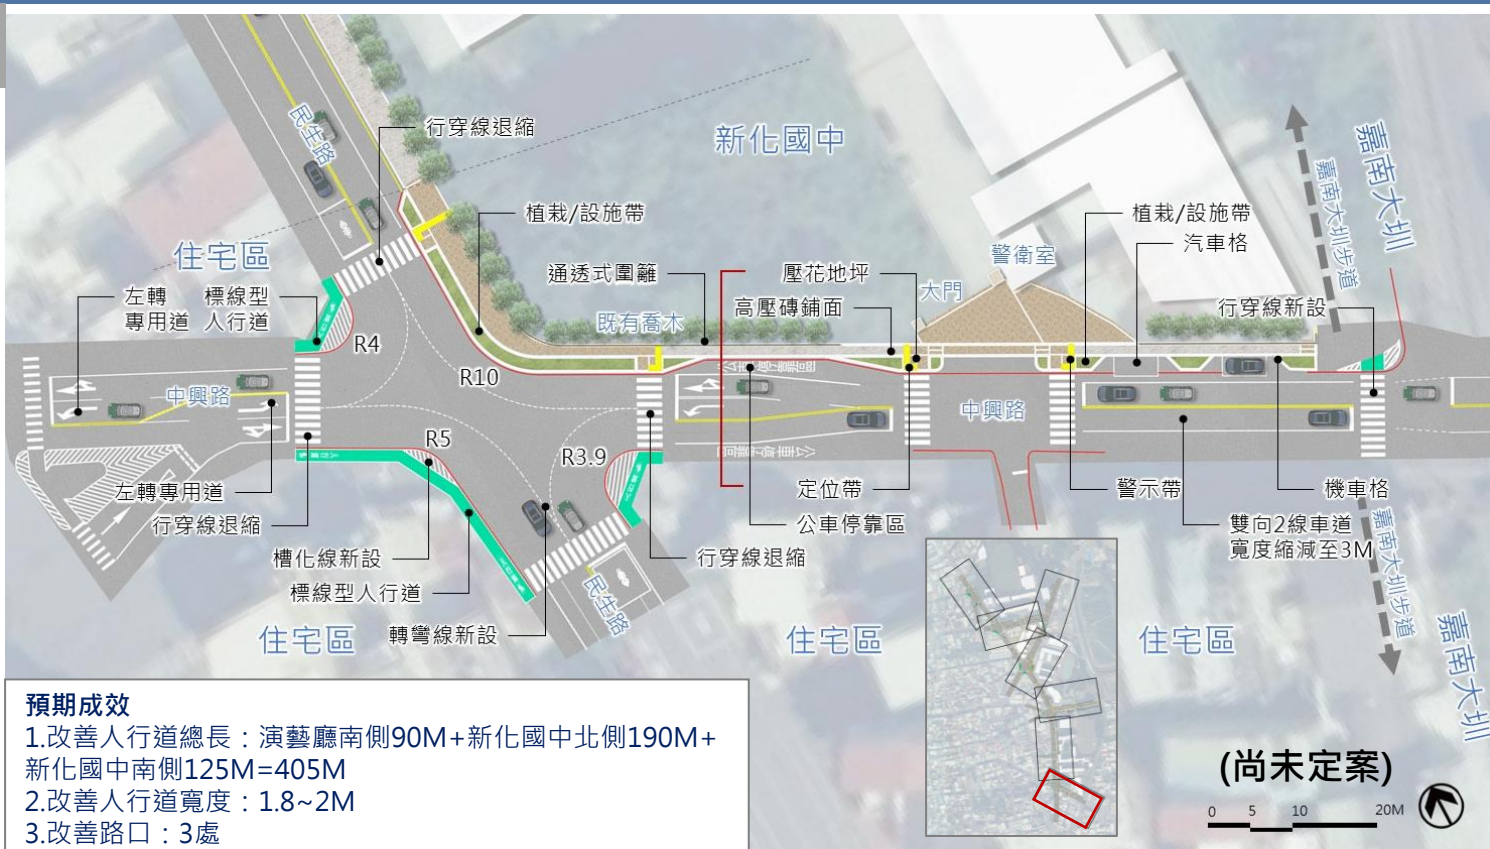 民生路
行穿線退縮
新化國中
嘉南大圳
嘉南大圳步道
植栽/設施帶
植栽/設施帶
住宅區
警衛室
汽車格
通透式圍籬
壓花地坪
大門
左轉
專用道
標線型
人行道
既有喬木
高壓磚鋪面
行穿線新設
R4
公車停靠區
R10
中興路
中興路
R5
R3.9
公車停靠區
左轉專用道
定位帶
警示帶
機車格
行穿線退縮
公車停靠區
雙向2線車道
寬度縮減至3M
槽化線新設
行穿線退縮
標線型人行道
民生路
嘉南大圳步道
轉彎線新設
住宅區
住宅區
住宅區
嘉南大圳
預期成效
1.改善人行道總長：演藝廳南側90M+新化國中北側190M+
新化國中南側125M=405M
2.改善人行道寬度：1.8~2M
3.改善路口：3處
(尚未定案)
0 5 10 20M